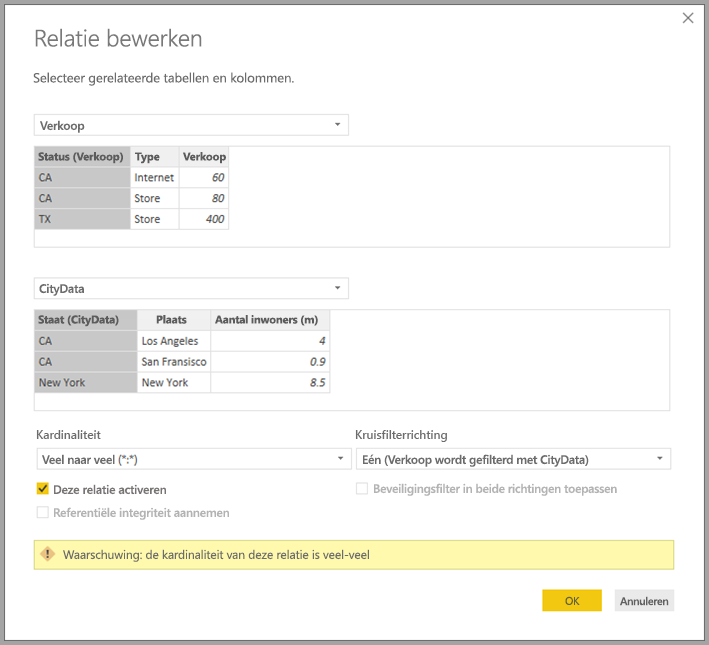 Relatie bewerken
Selecteer gerelateerde tabellen en kolommen.
Verkoop
Status (Verkoop) Type Verkoop
CA Internet 60
CA Store 80
TX Store 400
CityData
Staat (CityData) Plaats Aantal inwoners (m)
CA Los Angeles 4
CA San Fransisco 0.9
New York New York 8.5
Kardinaliteit Kruisfilterrichting
Veel naar veel (*:*) Eén (Verkoop wordt gefilterd met CityData)
Deze relatie activeren Beveiligingsfilter in beide richtingen toepassen
Referentiële integriteit aannemen
Waarschuwing: de kardinaliteit van deze relatie is veel-veel
OK Annuleren